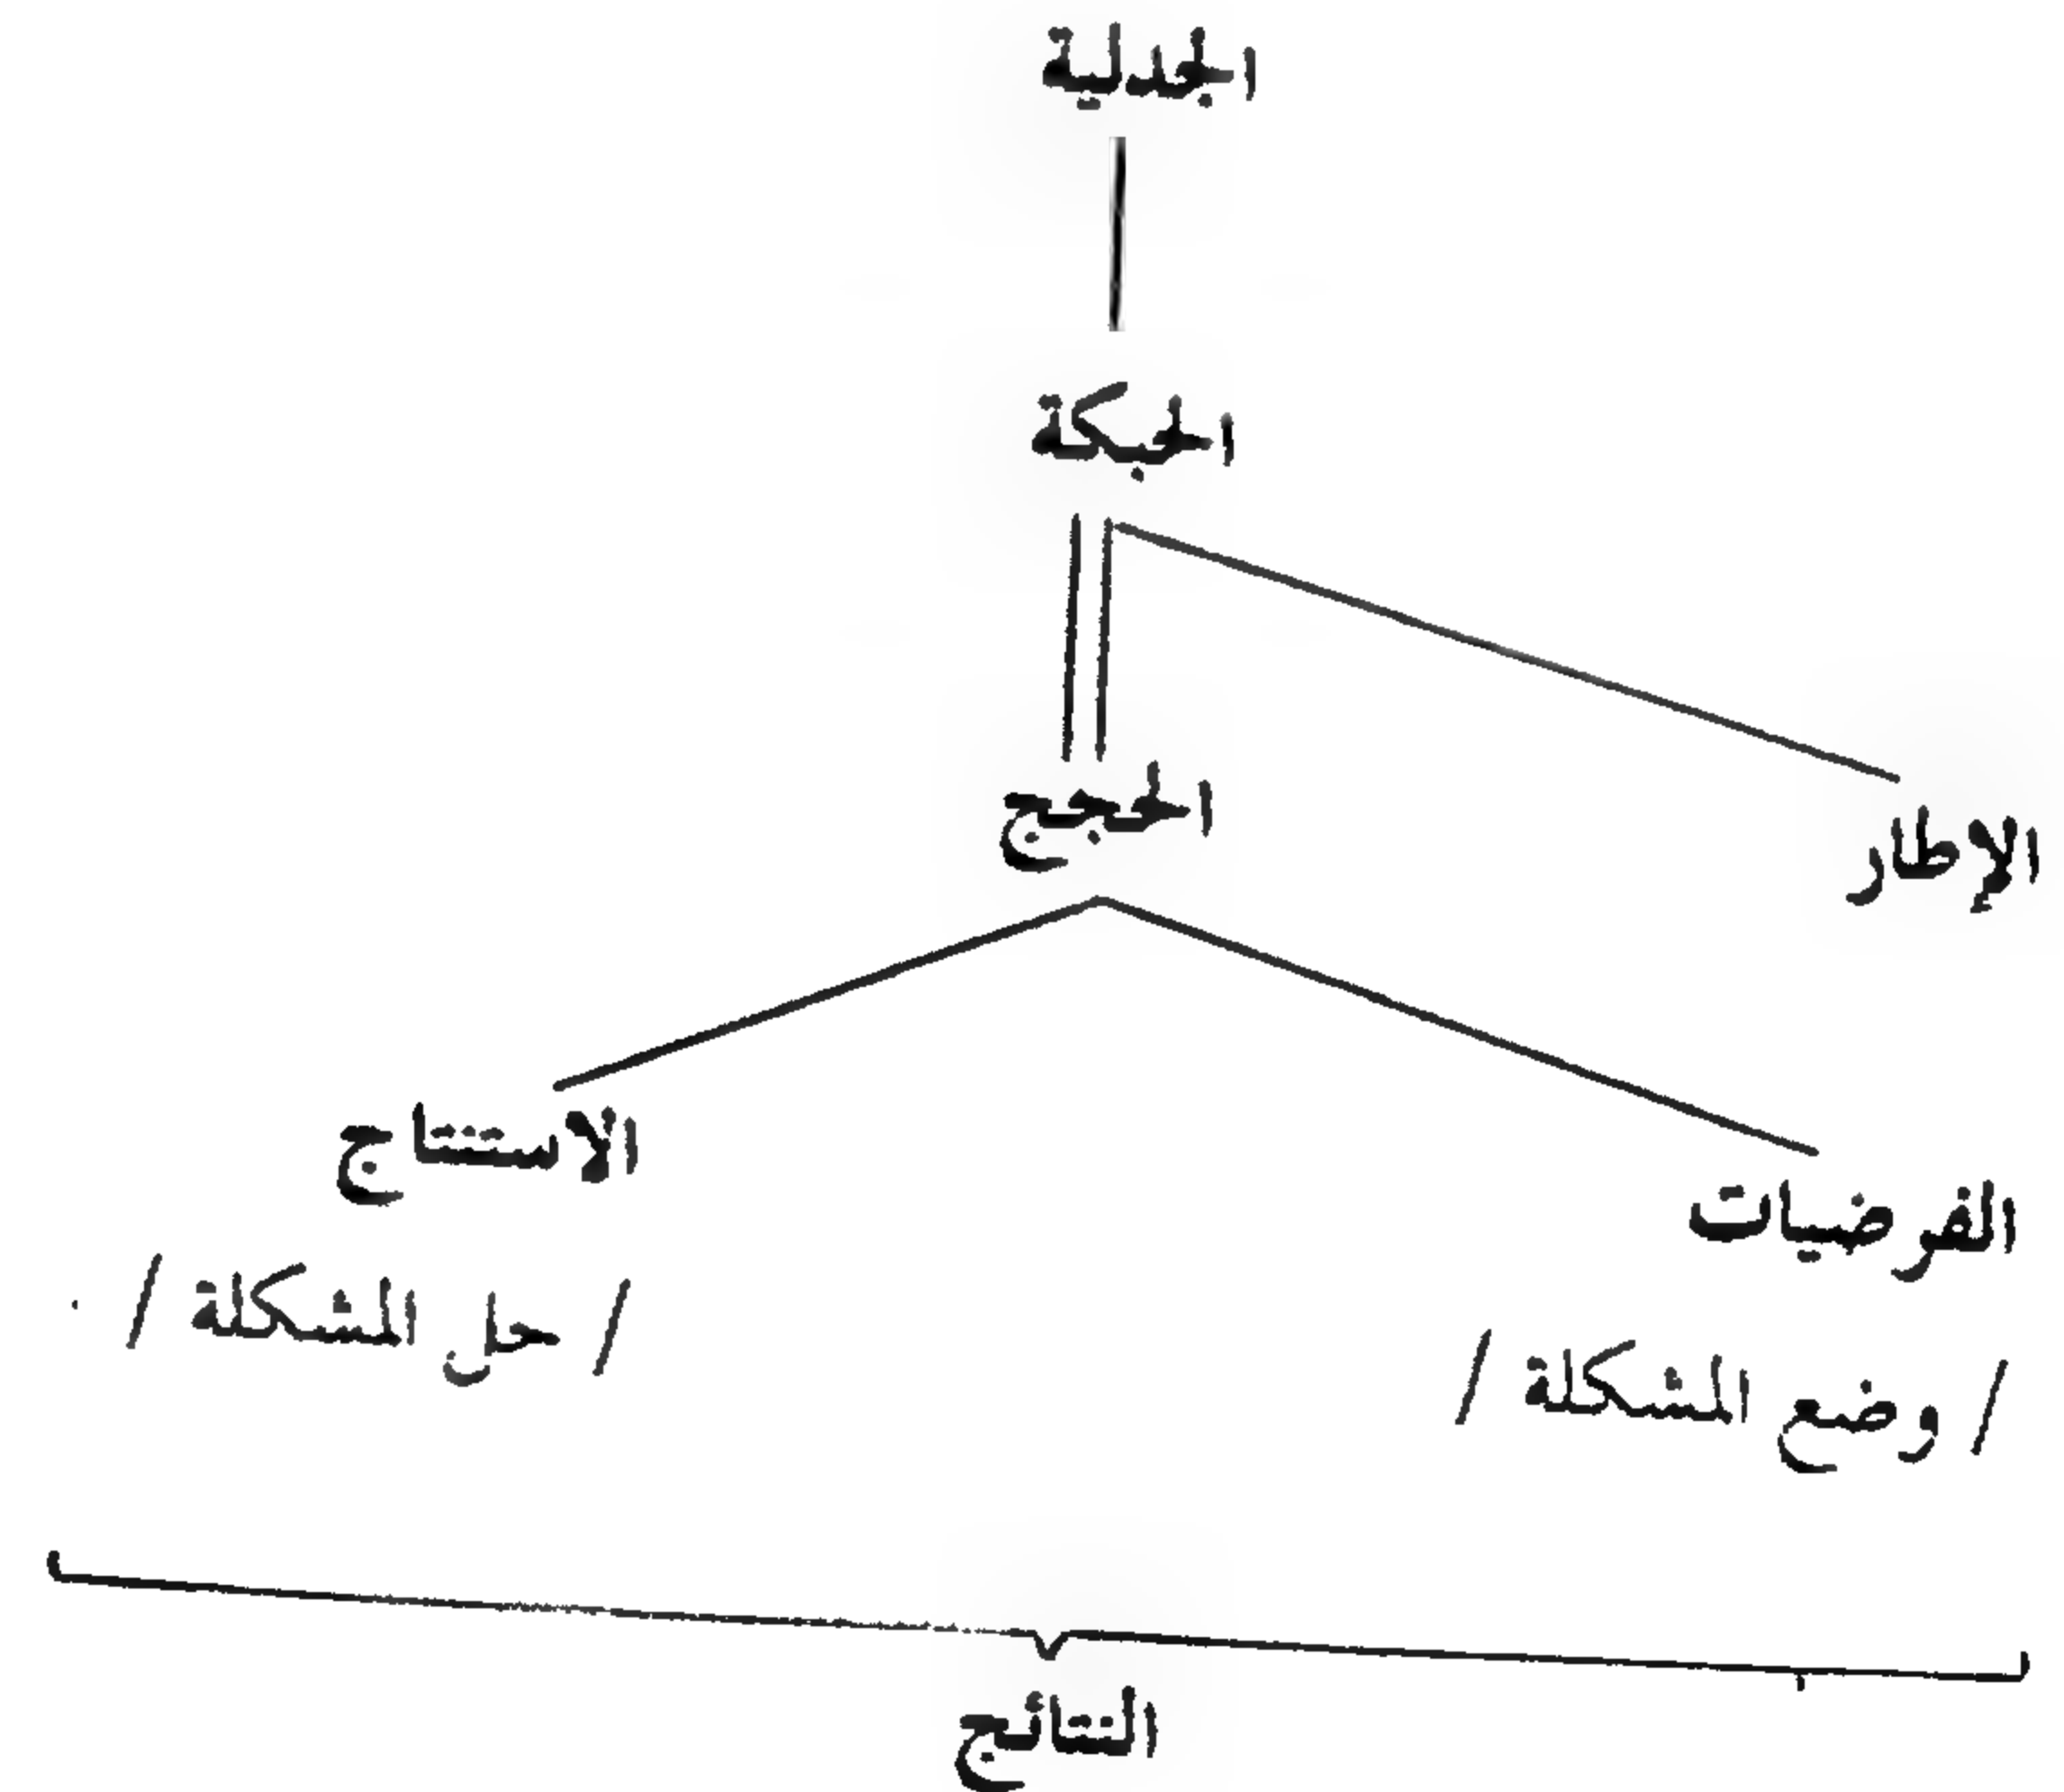 الجدلية
الحبكة
الحجج
الإطار
الفرضيات
الاستنتاج
/ وضع المشكلة /
/ حل المشكلة / .
النتائج